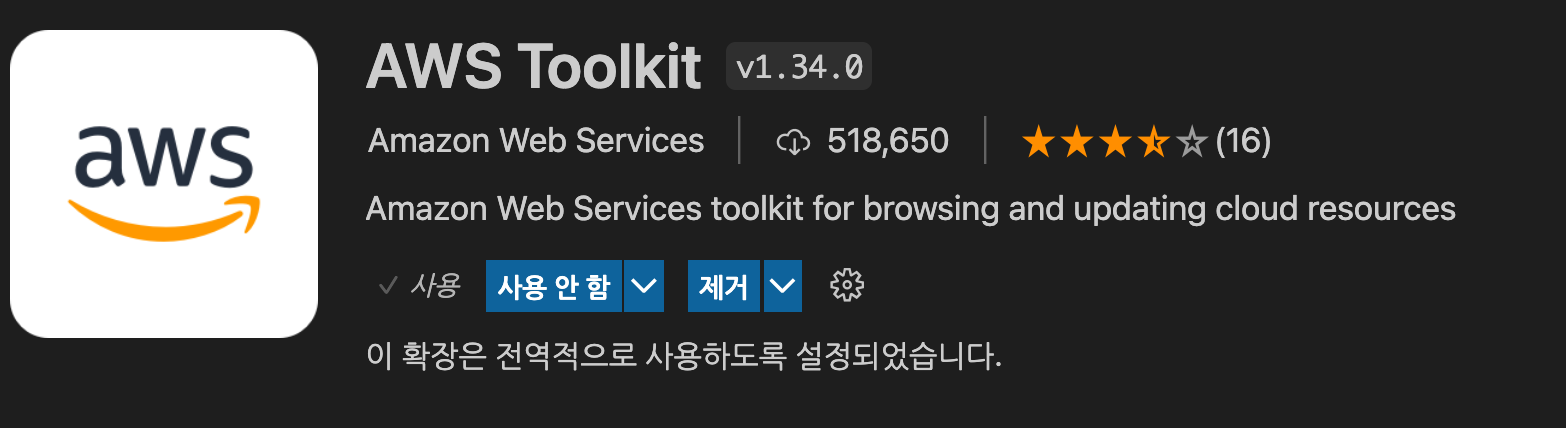 aws
AWS Toolkit v1.34.0
Amazon Web Services 518,650 (16)
Amazon Web Services toolkit for browsing and updating cloud resources
사용 사용 안 함 제거
이 확장은 전역적으로 사용하도록 설정되었습니다.